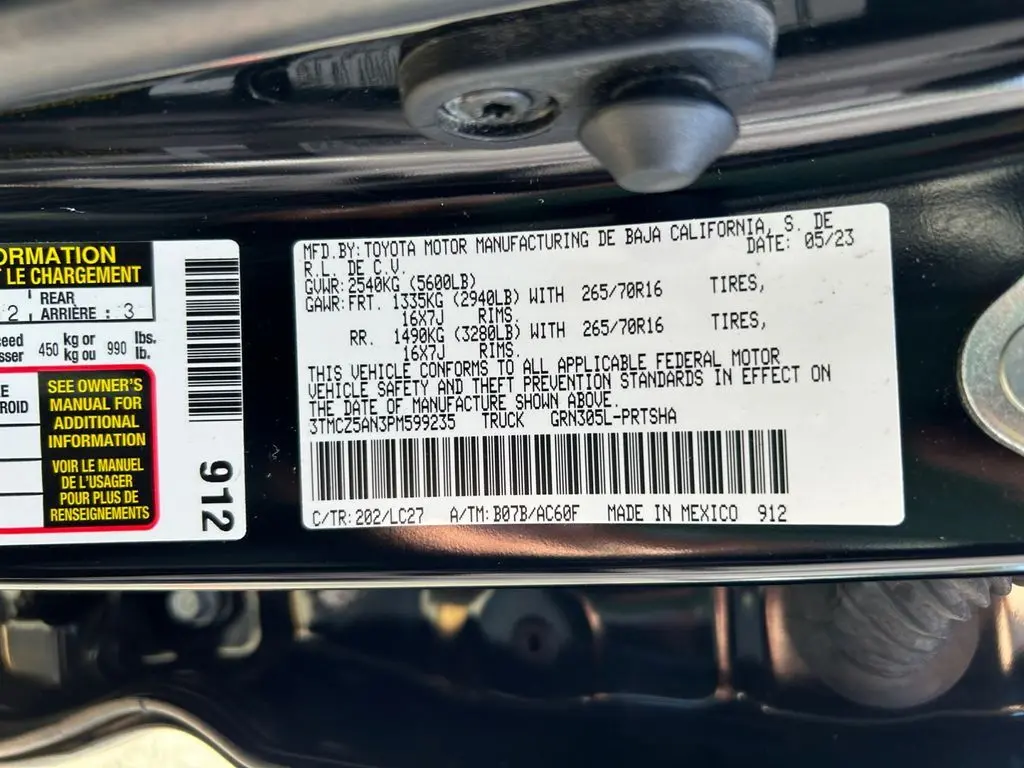 ORMATION
T LE CHARGEMENT
2 REAR
ARRIÈRE : 3
ceed
sser 450 kg or
kg ou 990 lbs.
lb.
E
ROID
SEE OWNER'S
MANUAL FOR
ADDITIONAL
INFORMATION
VOIR LE MANUEL
DE L'USAGER
POUR PLUS DE
RENSEIGNEMENTS
912
MFD.BY:TOYOTA MOTOR MANUFACTURING DE BAJA CALIFORNIA, S. DE
R.L. DE C.V. DATE: 05/23
GVWR:2540KG (5600LB)
GAWR:FRT. 1335KG (2940LB) WITH 265/70R16 TIRES,
16X7J RIMS.
RR. 1490KG (3280LB) WITH 265/70R16 TIRES,
16X7J RIMS.
THIS VEHICLE CONFORMS TO ALL APPLICABLE FEDERAL MOTOR
VEHICLE SAFETY AND THEFT PREVENTION STANDARDS IN EFFECT ON
THE DATE OF MANUFACTURE SHOWN ABOVE.
3TMCZ5AN3PM599235 TRUCK GRN305L-PRTSHA
C/TR:202/LC27 A/TM:B07B/AC60F MADE IN MEXICO 912